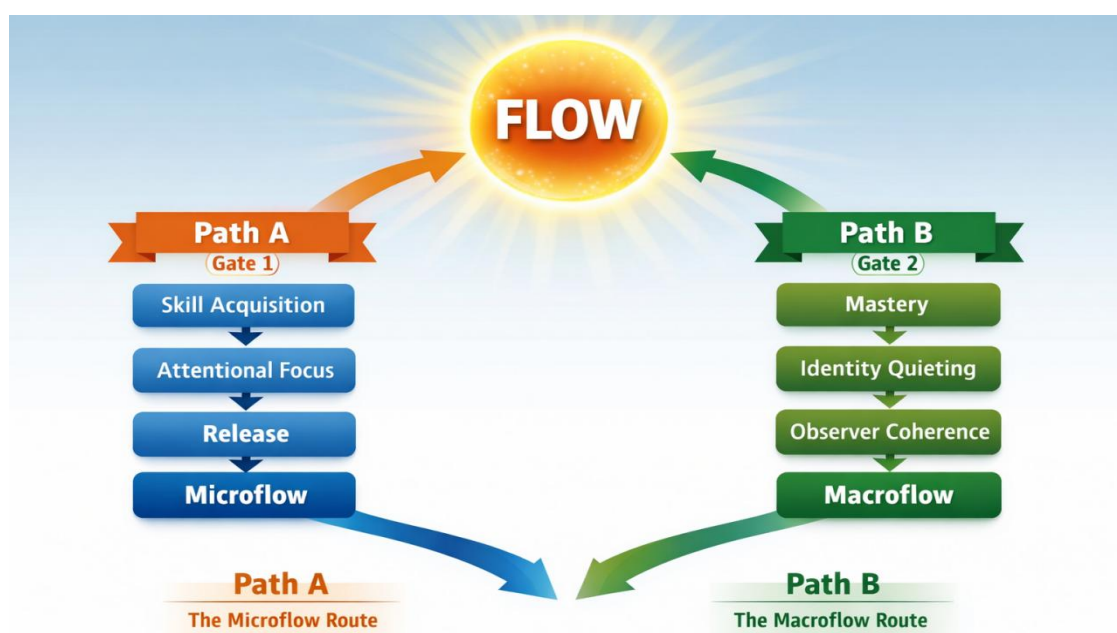 FLOW
Path A
Gate 1
Skill Acquisition
Attentional Focus
Release
Microflow
Path A
The Microflow Route
Path B
Gate 2
Mastery
Identity Quieting
Observer Coherence
Macroflow
Path B
The Macroflow Route